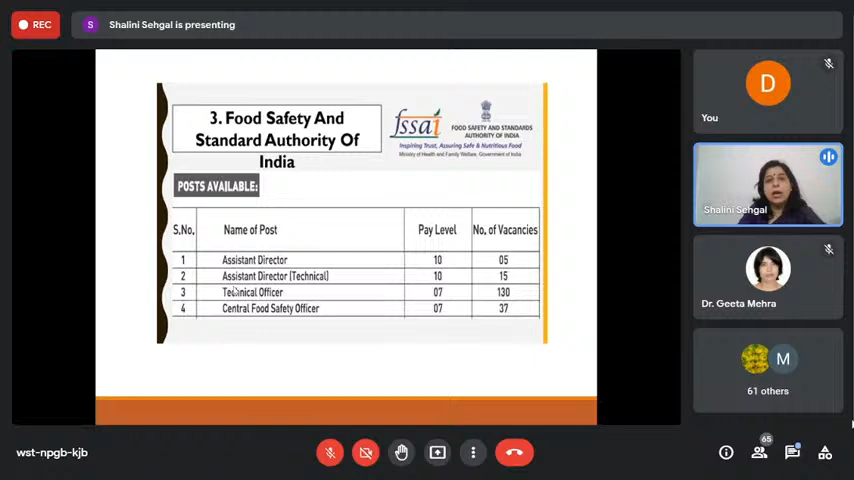 REC
S
Shalini Sehgal is presenting
3. Food Safety And
Standard Authority Of
India
fssai
FOOD SAFETY AND STANDARDS
AUTHORITY OF INDIA
Inspiring Trust, Assuring Safe & Nutritious Food
Ministry of Health and Family Welfare, Government of India
POSTS AVAILABLE:
S.No. Name of Post Pay Level No. of Vacancies
1 Assistant Director 10 05
2 Assistant Director (Technical) 10 15
3 Technical Officer 07 130
4 Central Food Safety Officer 07 37
D
You
Shalini Sehgal
Dr. Geeta Mehra
M
61 others
wst-npgb-kjb
65